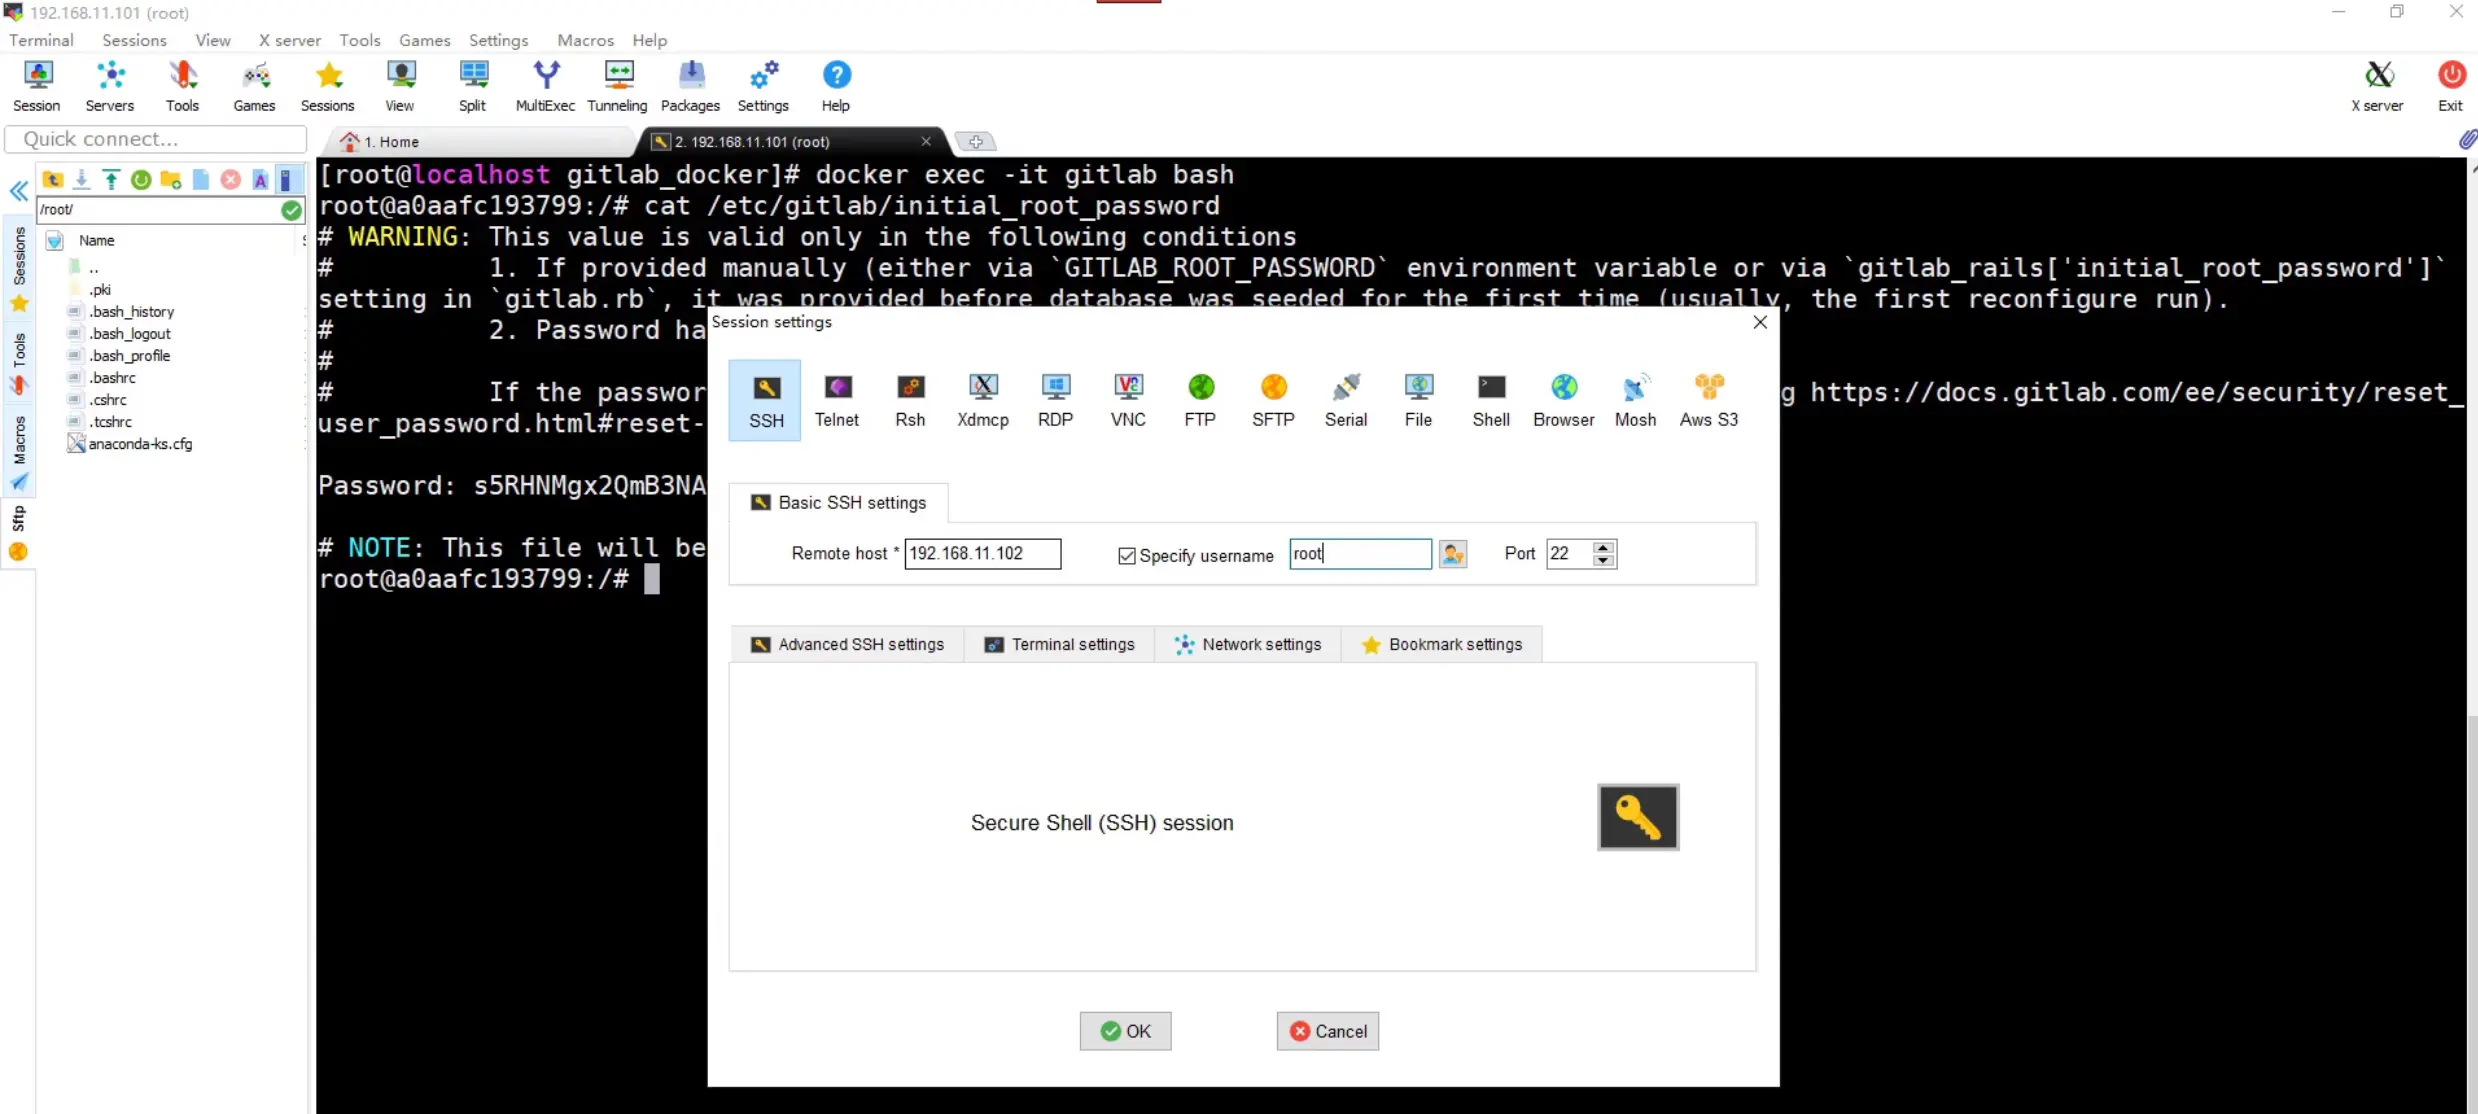 192.168.11.101 (root)
Terminal Sessions View X server Tools Games Settings Macros Help
Session Servers Tools Games Sessions View Split MultiExec Tunneling Packages Settings Help X server Exit
Quick connect...
1. Home
2. 192.168.11.101 (root)
/root/
Name
..
.pki
.bash_history
.bash_logout
.bash_profile
.bashrc
.cshrc
.tcshrc
anaconda-ks.cfg
Sessions
Tools
Macros
Sftp
[root@localhost gitlab_docker]# docker exec -it gitlab bash
root@a0aafc193799:/# cat /etc/gitlab/initial_root_password
# WARNING: This value is valid only in the following conditions
#          1. If provided manually (either via `GITLAB_ROOT_PASSWORD` environment variable or via `gitlab_rails['initial_root_password']`
setting in `gitlab.rb`, it was provided before database was seeded for the first time (usually, the first reconfigure run).
#          2. Password ha
#
#          If the passwor g https://docs.gitlab.com/ee/security/reset_
user_password.html#reset-
Password: s5RHNMgx2QmB3NA
# NOTE: This file will be
root@a0aafc193799:/#
Session settings
SSH Telnet Rsh Xdmcp RDP VNC FTP SFTP Serial File Shell Browser Mosh Aws S3
Basic SSH settings
Remote host * 192.168.11.102 Specify username root Port 22
Advanced SSH settings Terminal settings Network settings Bookmark settings
Secure Shell (SSH) session
OK Cancel